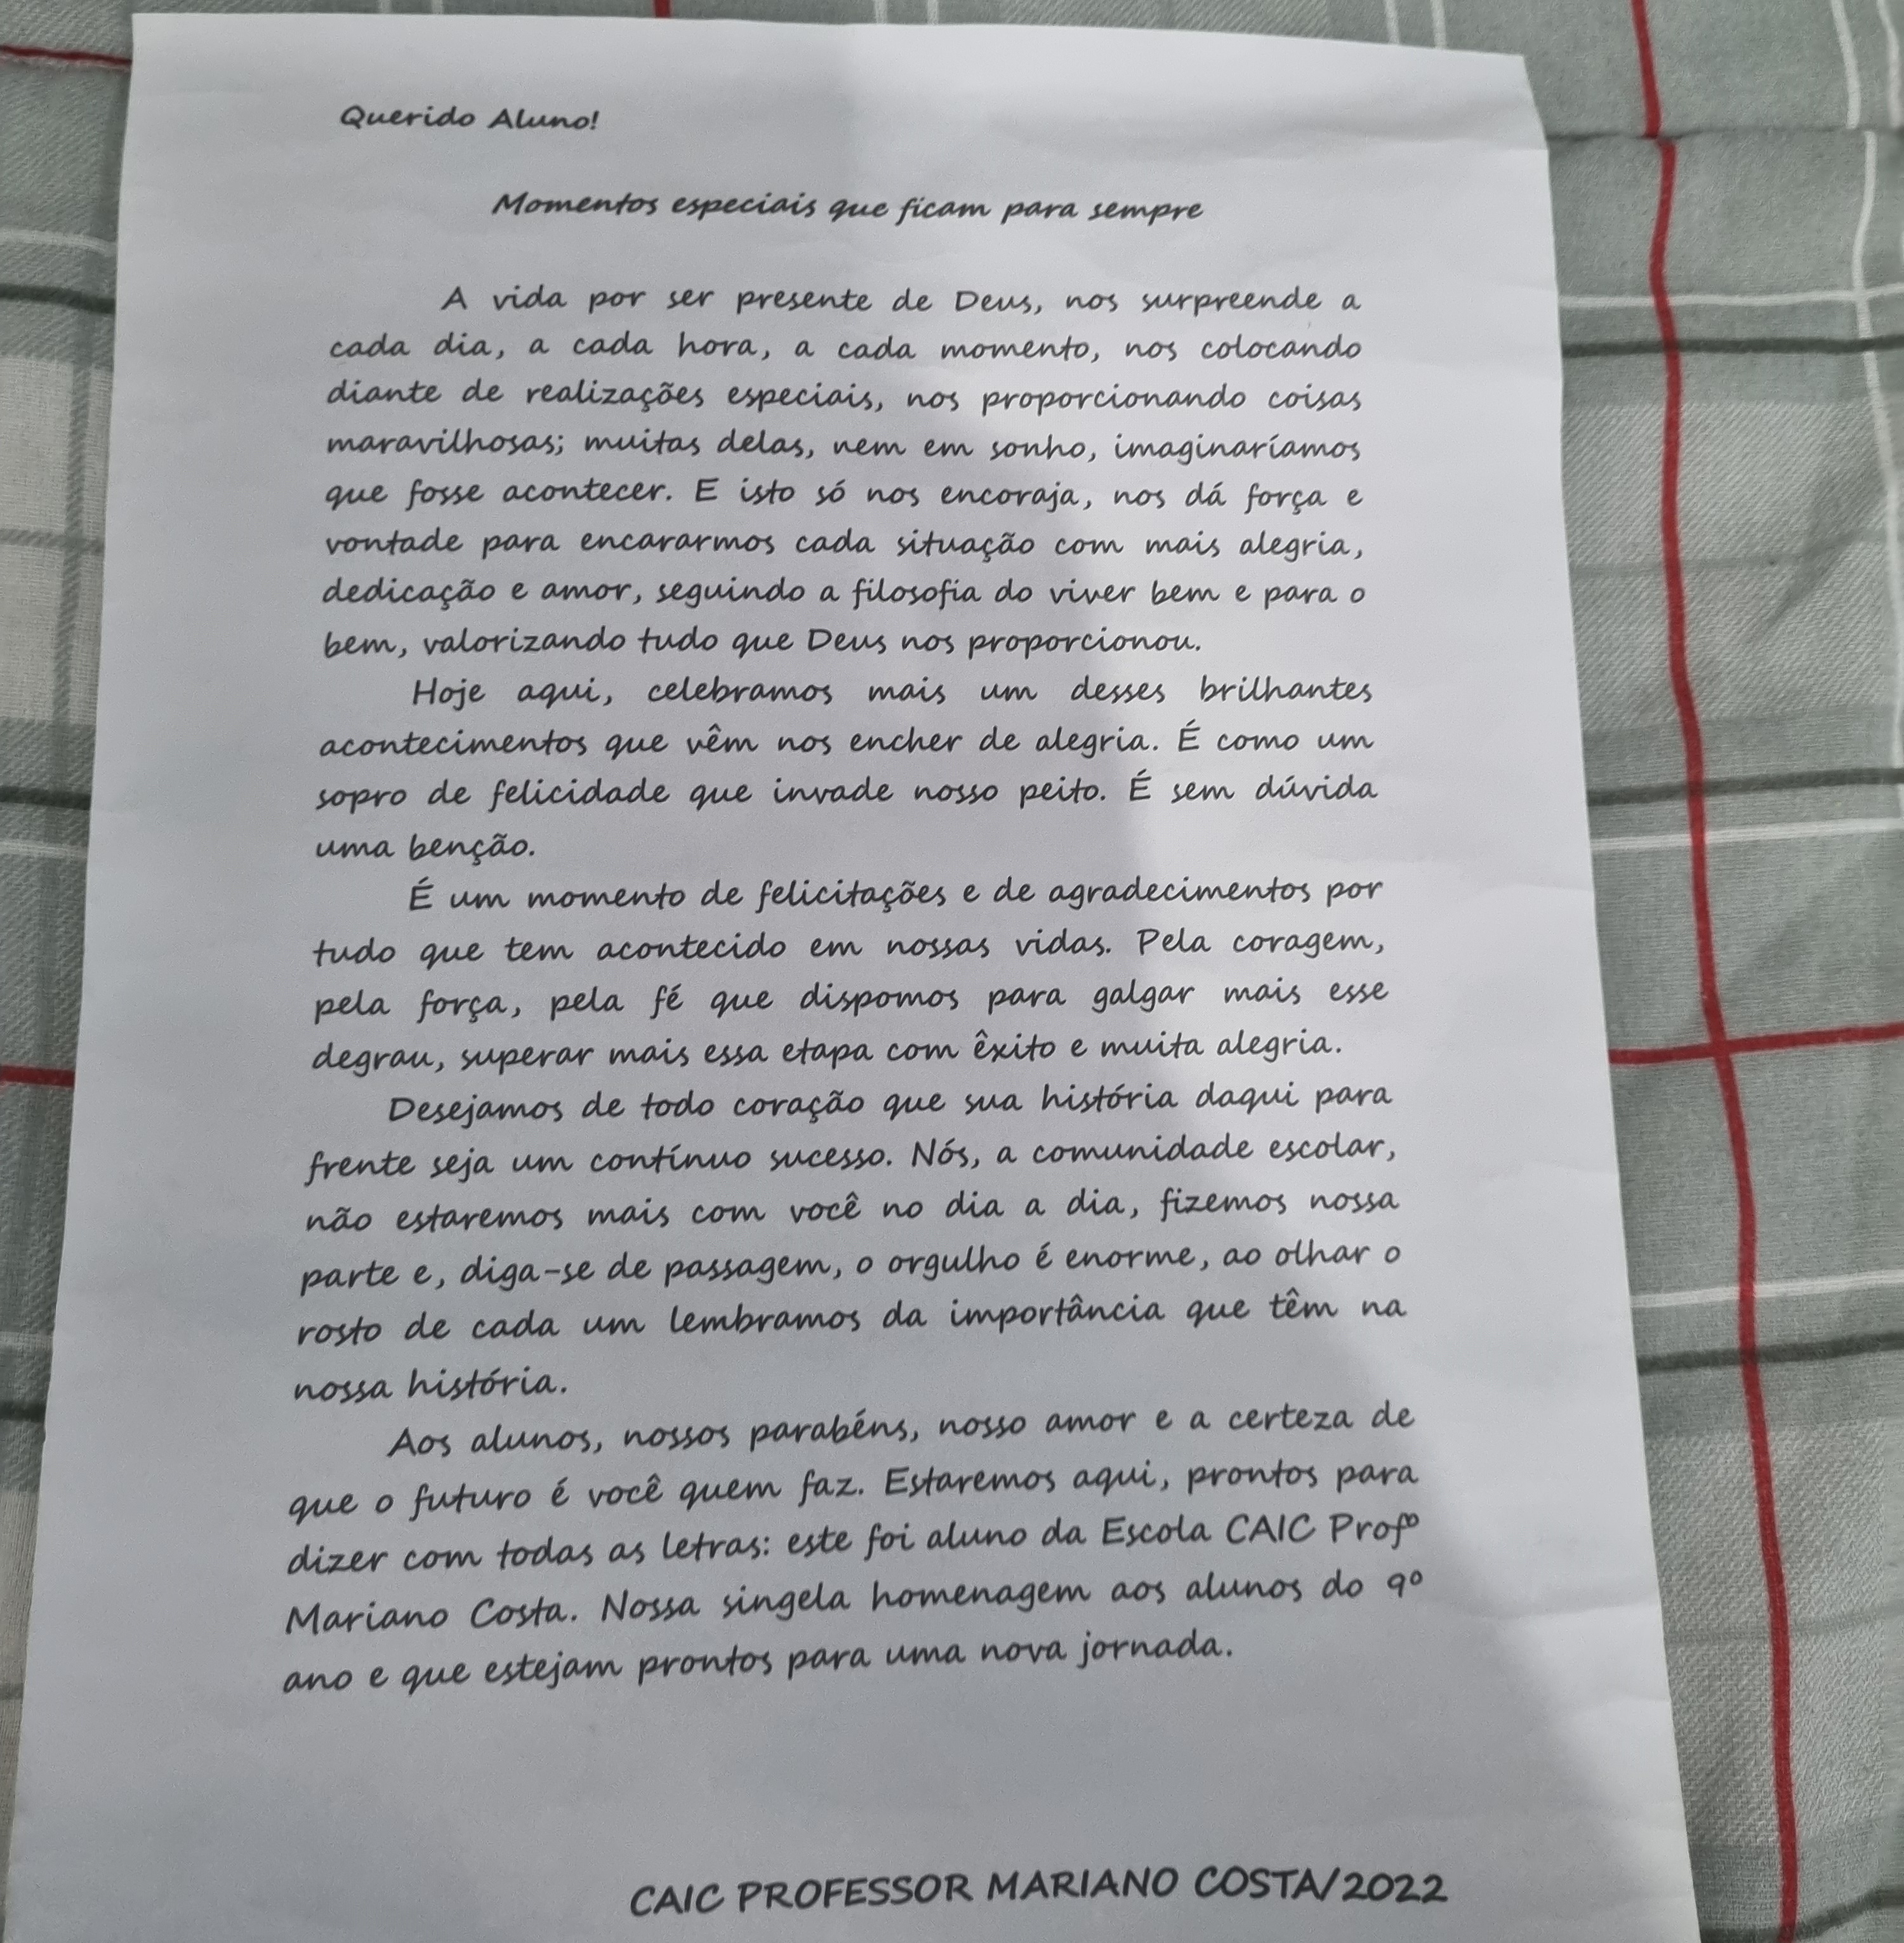 Querido Aluno!
Momentos especiais que ficam para sempre
A vida por ser presente de Deus, nos surpreende a
cada dia, a cada hora, a cada momento, nos colocando
diante de realizações especiais, nos proporcionando coisas
maravilhosas; muitas delas, nem em sonho, imaginaríamos
que fosse acontecer. E isto só nos encoraja, nos dá força e
vontade para encararmos cada situação com mais alegria,
dedicação e amor, seguindo a filosofia do viver bem e para o
bem, valorizando tudo que Deus nos proporcionou.
Hoje aqui, celebramos mais um desses brilhantes
acontecimentos que vêm nos encher de alegria. É como um
sopro de felicidade que invade nosso peito. É sem dúvida
uma benção.
É um momento de felicitações e de agradecimentos por
tudo que tem acontecido em nossas vidas. Pela coragem,
pela força, pela fé que dispomos para galgar mais esse
degrau, superar mais essa etapa com êxito e muita alegria.
Desejamos de todo coração que sua história daqui para
frente seja um contínuo sucesso. Nós, a comunidade escolar,
não estaremos mais com você no dia a dia, fizemos nossa
parte e, diga-se de passagem, o orgulho é enorme, ao olhar o
rosto de cada um lembramos da importância que têm na
nossa história.
Aos alunos, nossos parabéns, nosso amor e a certeza de
que o futuro é você quem faz. Estaremos aqui, prontos para
dizer com todas as letras: este foi aluno da Escola CAIC Profº
Mariano Costa. Nossa singela homenagem aos alunos do 9º
ano e que estejam prontos para uma nova jornada.
CAIC PROFESSOR MARIANO COSTA/2022